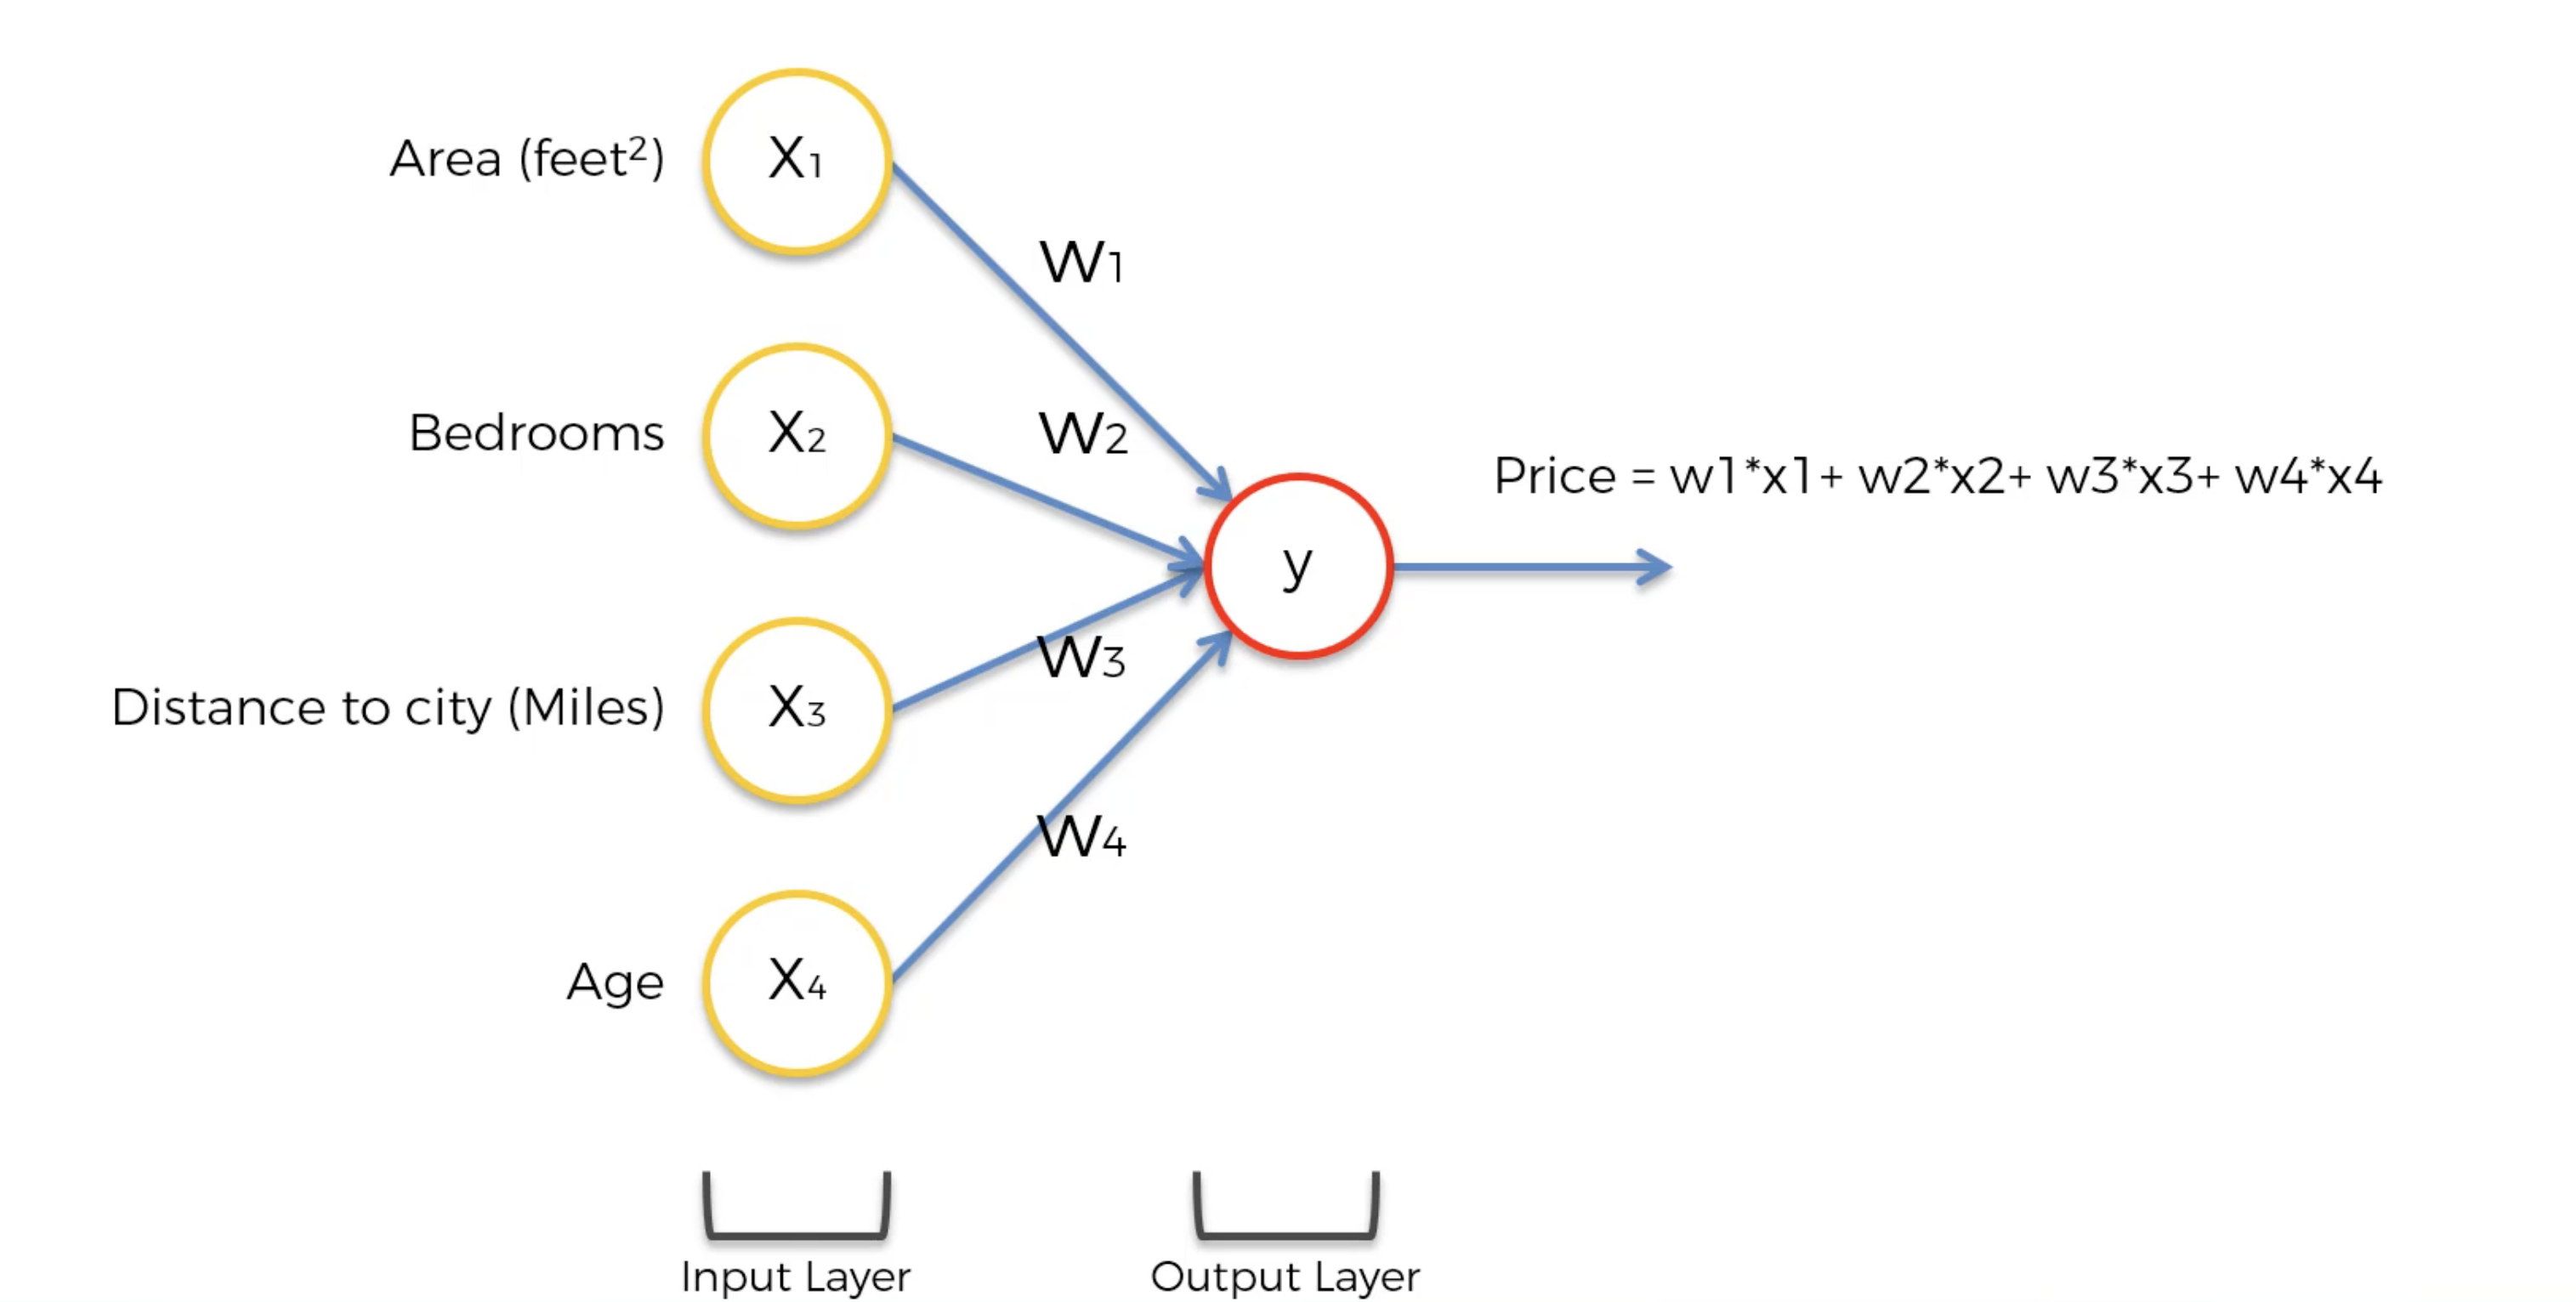 Area (feet²)
X1
W1
Bedrooms
X2
W2
Price = w1*x1+ w2*x2+ w3*x3+ w4*x4
y
Distance to city (Miles)
X3
W3
W4
Age
X4
Input Layer
Output Layer